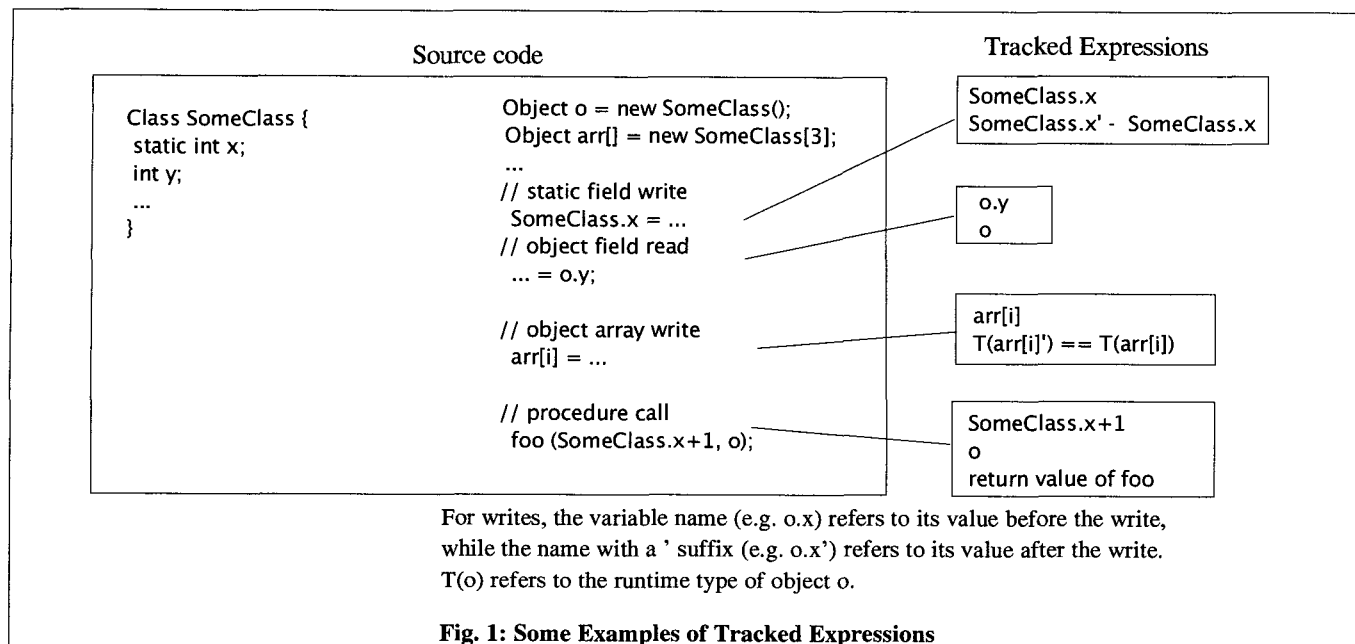 Source code
Tracked Expressions
Class SomeClass {
static int x;
int y;
...
}
Object o = new SomeClass();
Object arr[] = new SomeClass[3];
...
// static field write
SomeClass.x = ...
// object field read
... = o.y;
// object array write
arr[i] = ...
// procedure call
foo (SomeClass.x+1, o);
SomeClass.x
SomeClass.x' - SomeClass.x
o.y
o
arr[i]
T(arr[i]') == T(arr[i])
SomeClass.x+1
o
return value of foo
For writes, the variable name (e.g. o.x) refers to its value before the write,
while the name with a ’ suffix (e.g. o.x’) refers to its value after the write.
T(o) refers to the runtime type of object o.
Fig. 1: Some Examples of Tracked Expressions